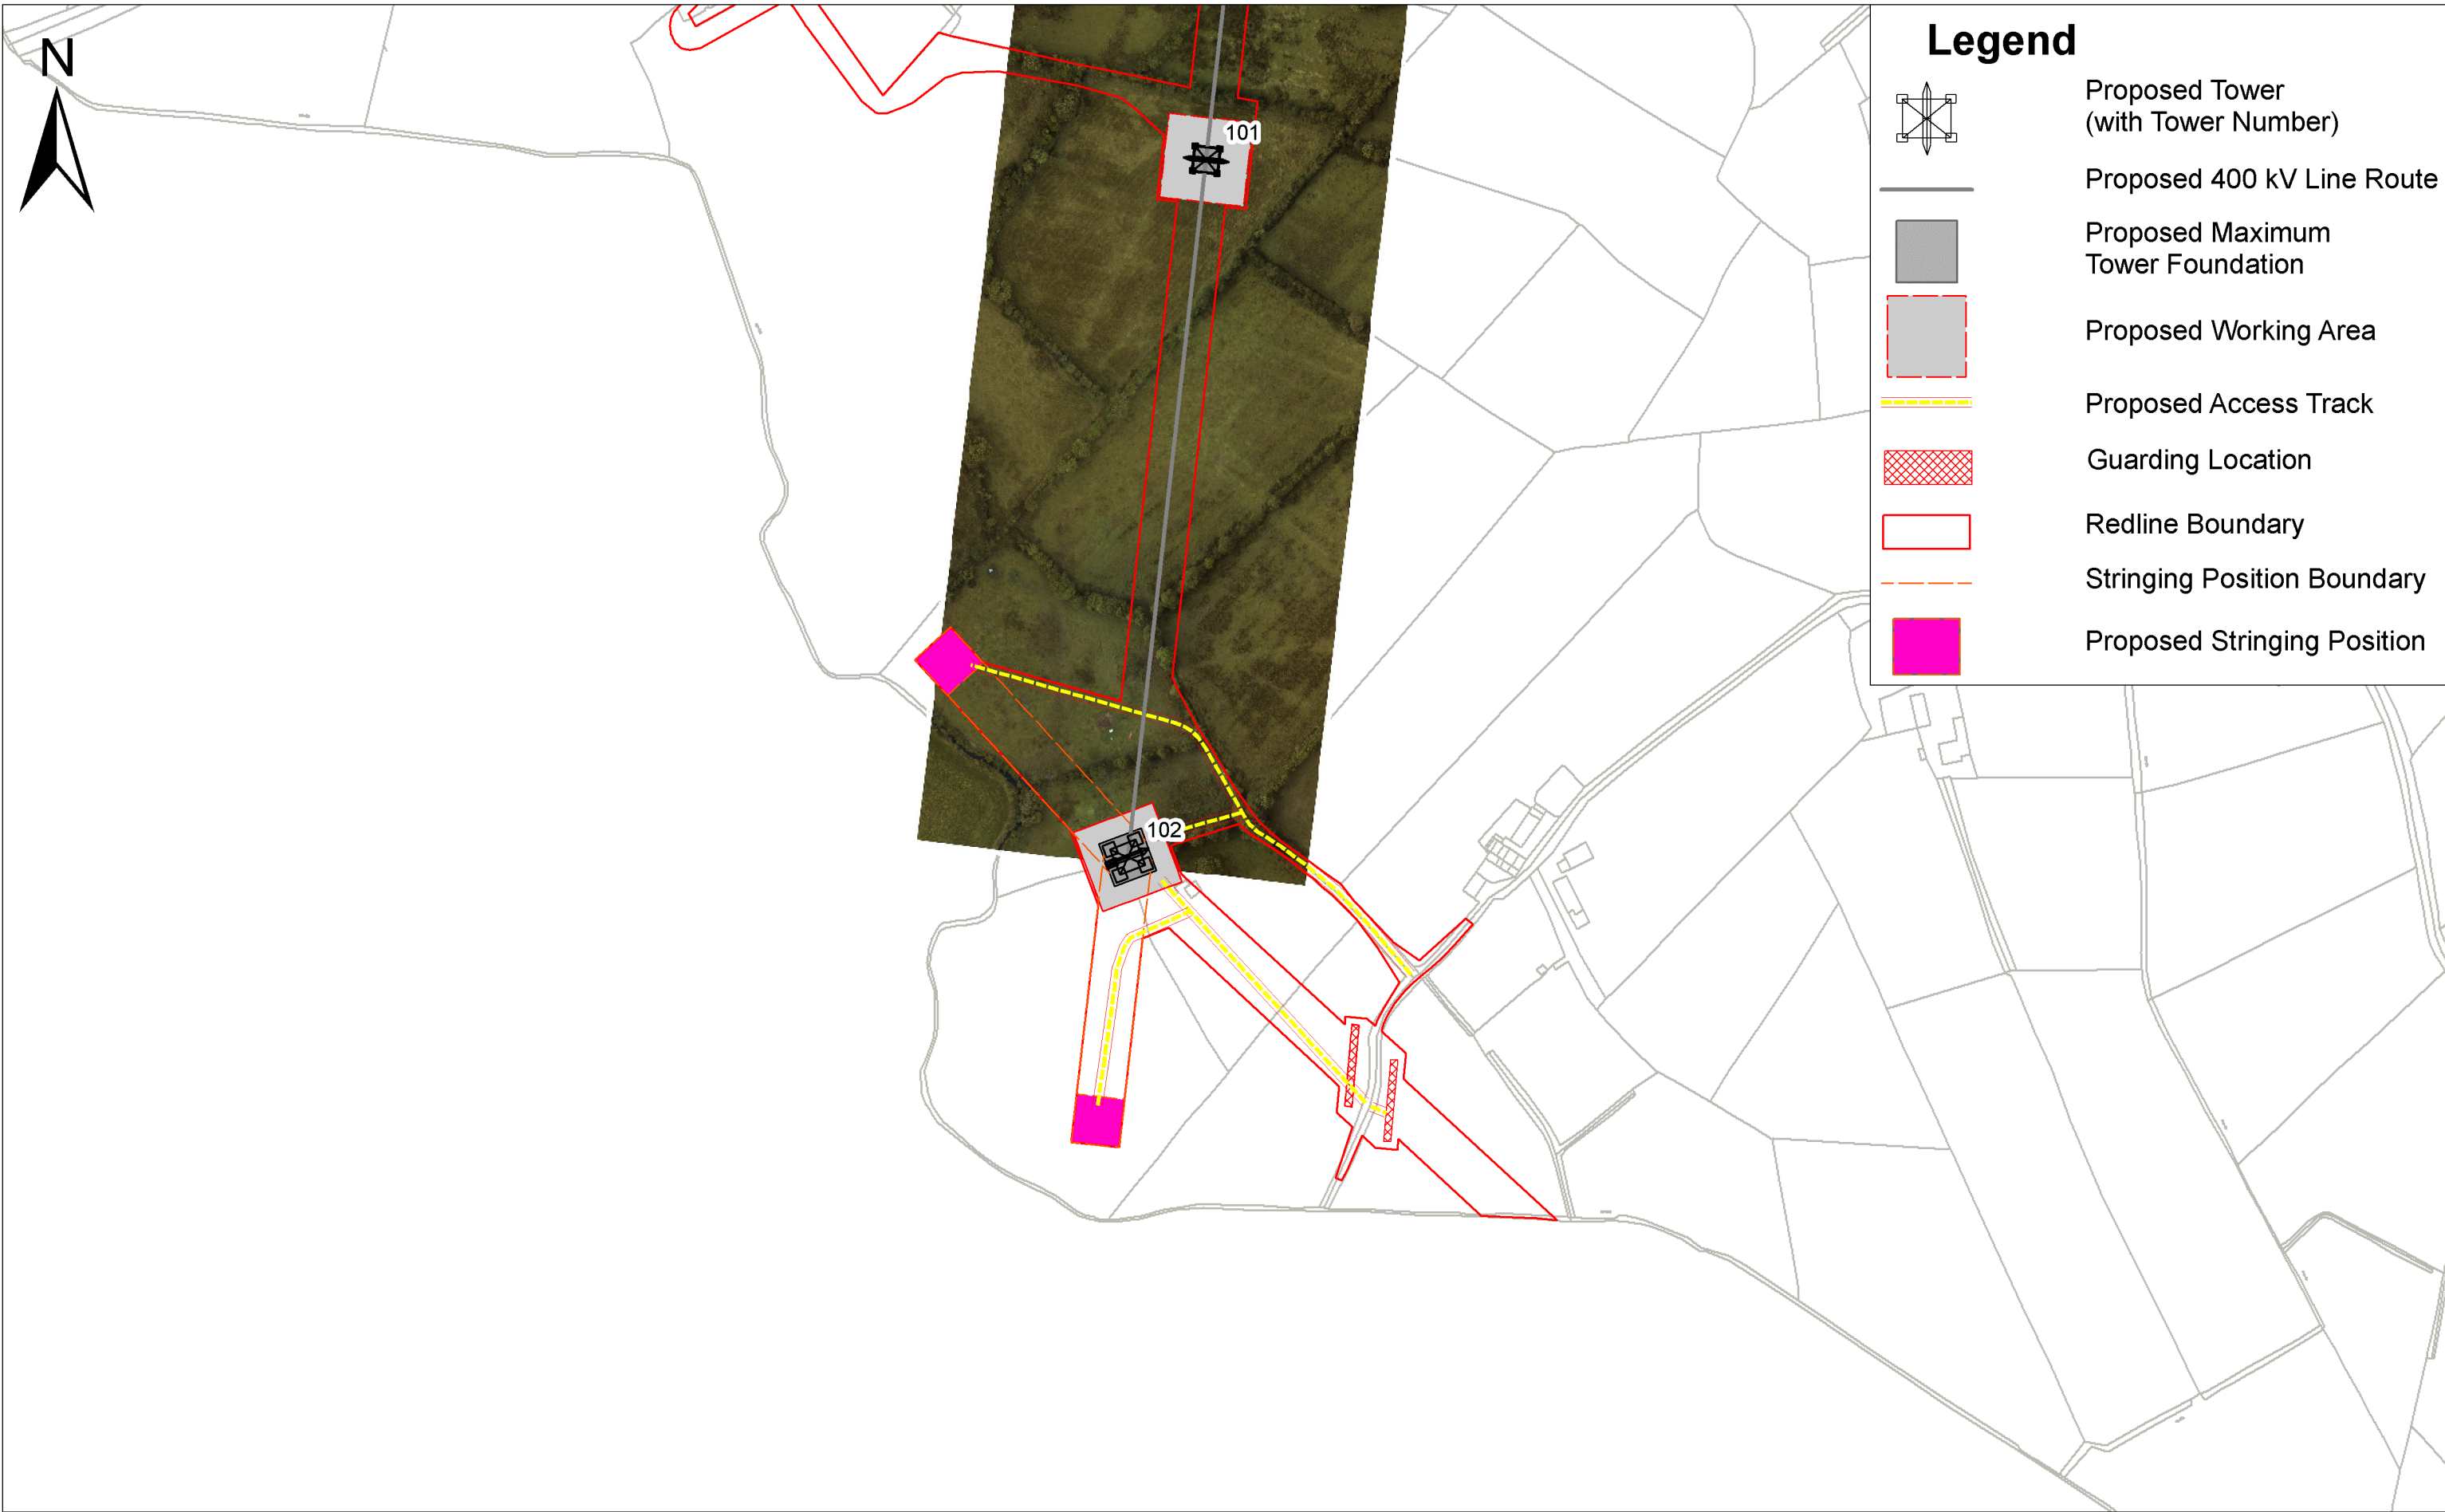 N
101
102
Legend
Proposed Tower
(with Tower Number)
Proposed 400 kV Line Route
Proposed Maximum
Tower Foundation
Proposed Working Area
Proposed Access Track
Guarding Location
Redline Boundary
Stringing Position Boundary
Proposed Stringing Position